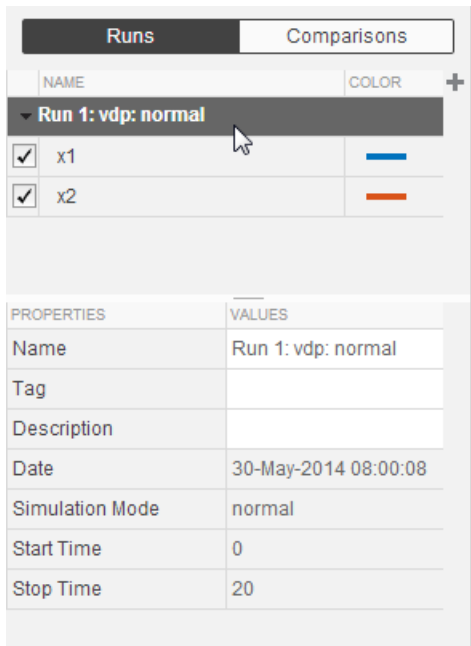 Runs Comparisons
NAME COLOR
Run 1: vdp: normal
x1
x2
PROPERTIES VALUES
Name Run 1: vdp: normal
Tag
Description
Date 30-May-2014 08:00:08
Simulation Mode normal
Start Time 0
Stop Time 20